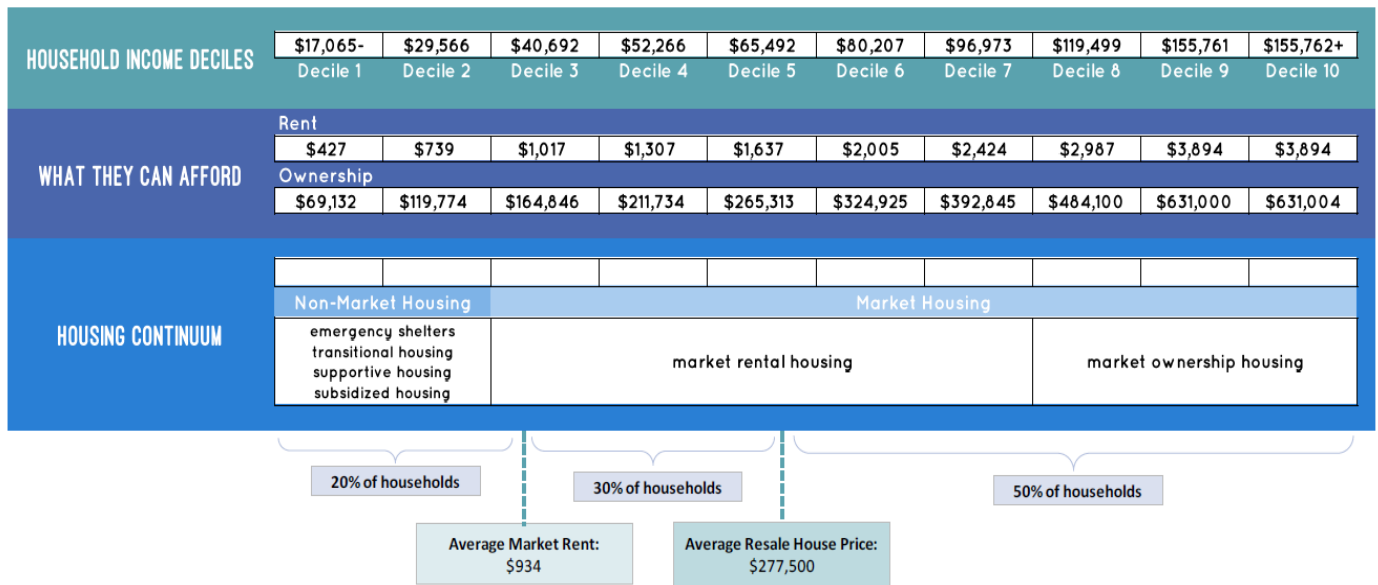 HOUSEHOLD INCOME DECILES
$17,065- $29,566 $40,692 $52,266 $65,492 $80,207 $96,973 $119,499 $155,761 $155,762+
Decile 1 Decile 2 Decile 3 Decile 4 Decile 5 Decile 6 Decile 7 Decile 8 Decile 9 Decile 10
WHAT THEY CAN AFFORD
Rent
$427 $739 $1,017 $1,307 $1,637 $2,005 $2,424 $2,987 $3,894 $3,894
Ownership
$69,132 $119,774 $164,846 $211,734 $265,313 $324,925 $392,845 $484,100 $631,000 $631,004
HOUSING CONTINUUM
Non-Market Housing Market Housing
emergency shelters
transitional housing
supportive housing
subsidized housing
market rental housing
market ownership housing
20% of households
30% of households
50% of households
Average Market Rent:
$934
Average Resale House Price:
$277,500